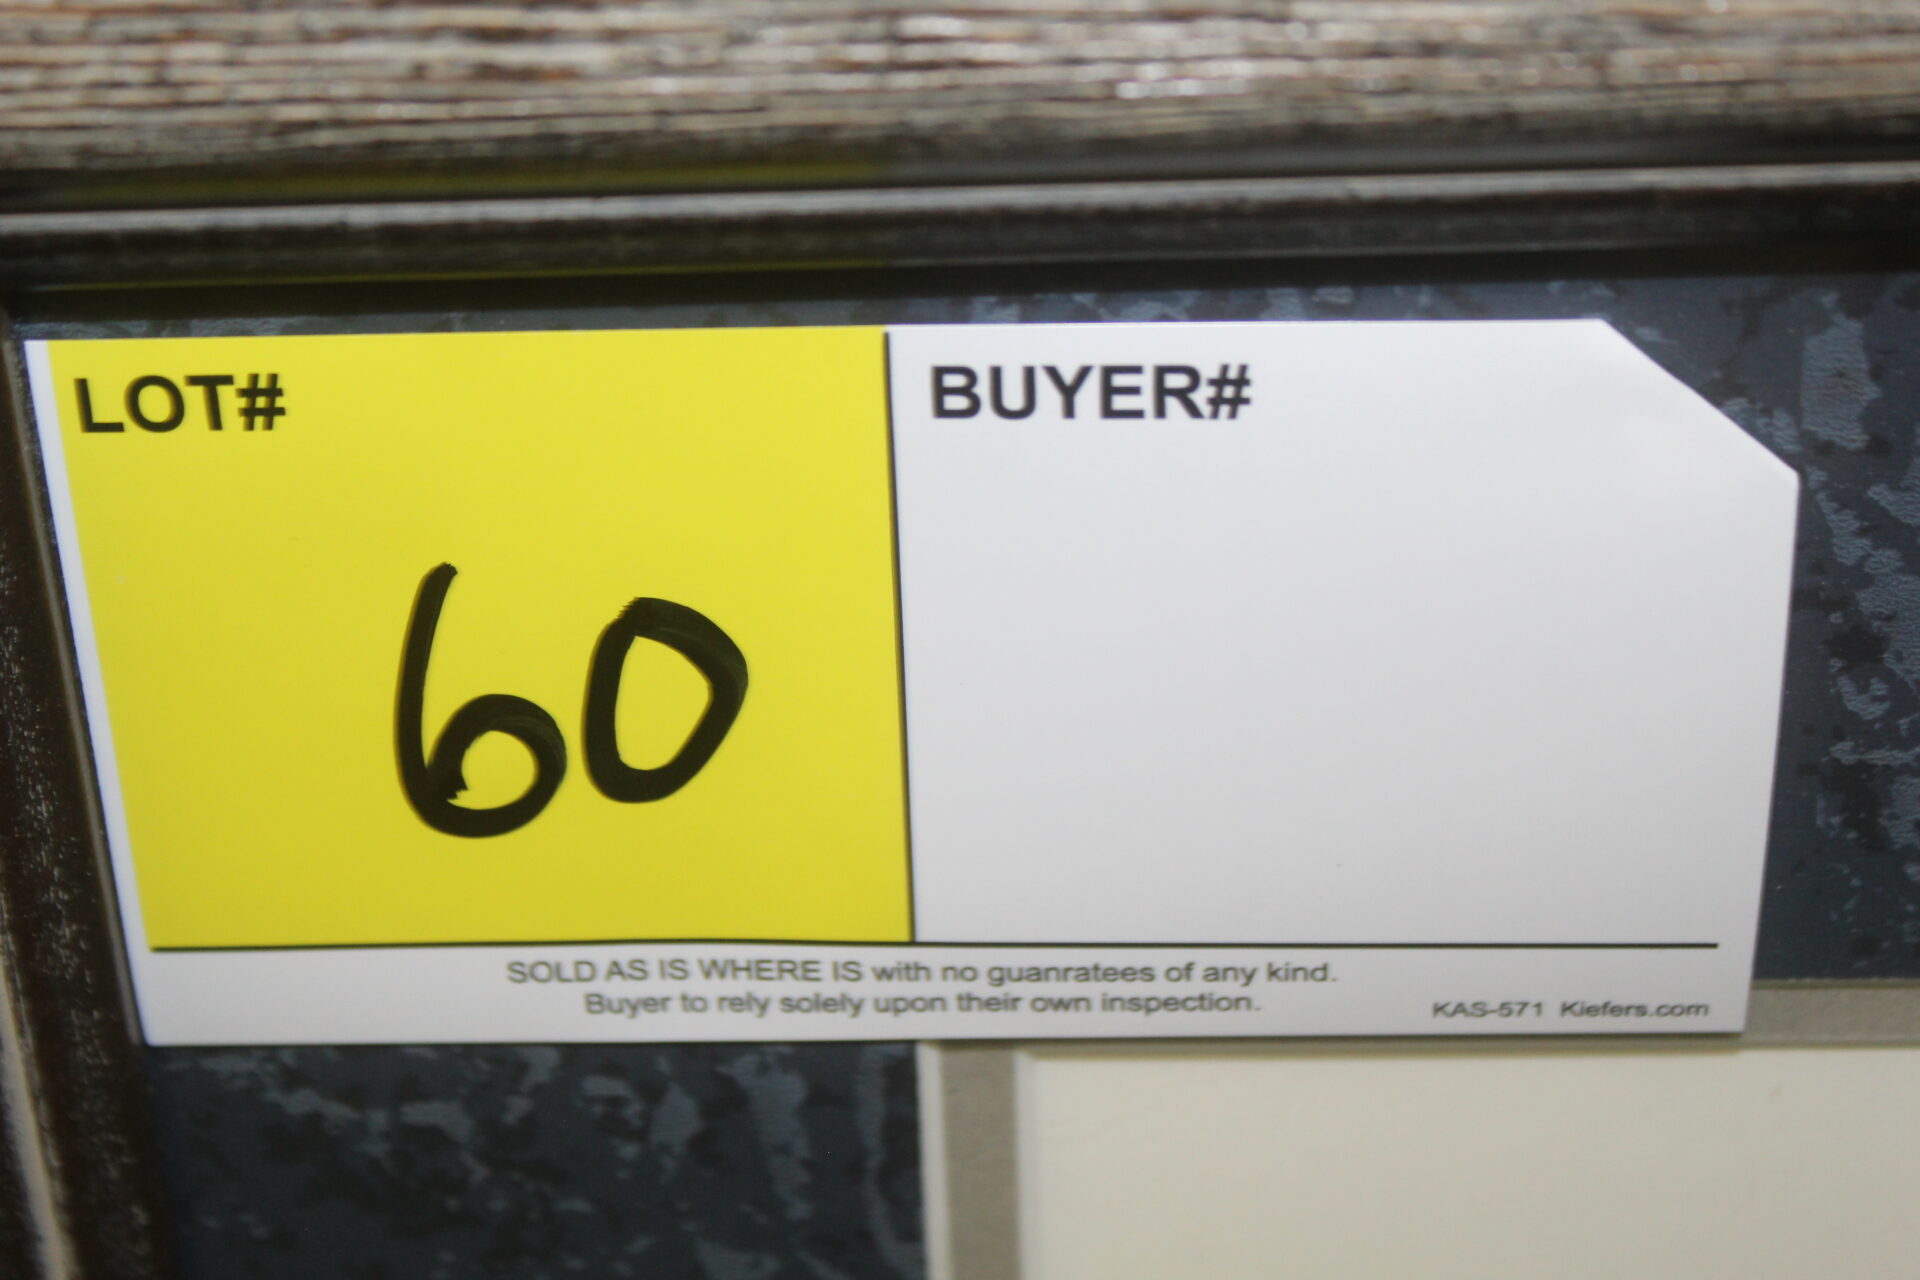 LOT#
BUYER#
60
SOLD AS IS WHERE IS with no guanratees of any kind.
Buyer to rely solely upon their own inspection.
KAS-571 Kiefers.com